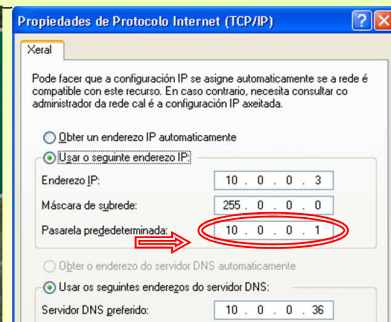 Propiedades de Protocolo Internet (TCP/IP)
Xeral
Pode facer que a configuración IP se asigne automaticamente se a rede é
compatible con este recurso. En caso contrario, necesita consultar co
administrador da rede cal é a configuración IP axeitada.
Obter un enderezo IP automaticamente
Usar o seguinte enderezo IP:
Enderezo IP: 10 . 0 . 0 . 3
Máscara de subrede: 255 . 0 . 0 . 0
Pasarela prededeterminada: 10 . 0 . 0 . 1
Obter o enderezo do servidor DNS automaticamente
Usar os seguintes enderezos do servidor DNS:
Servidor DNS preferido: 10 . 0 . 0 . 36